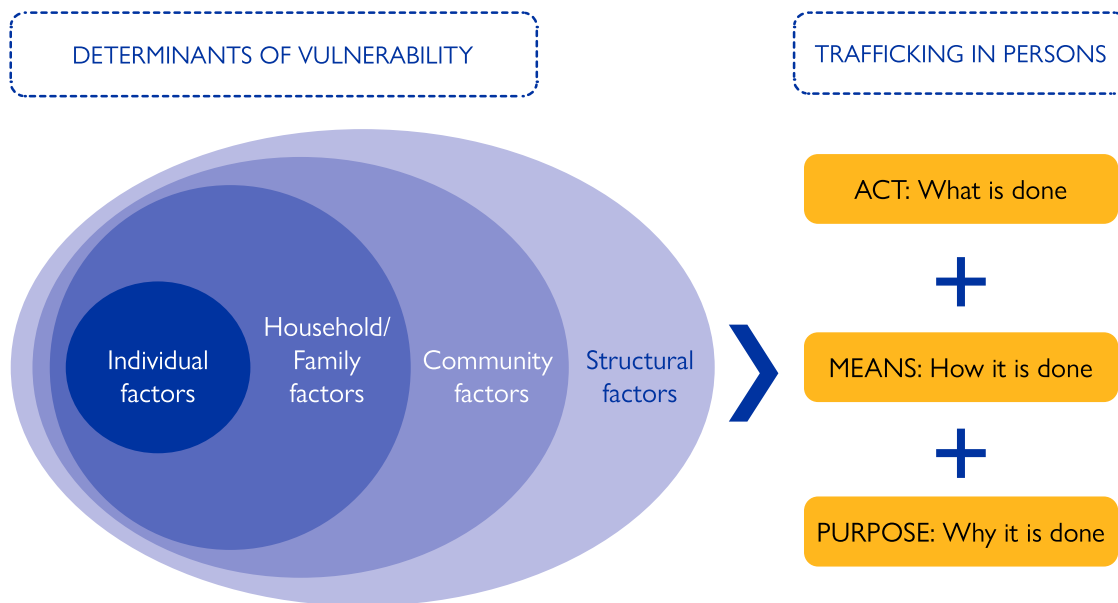 DETERMINANTS OF VULNERABILITY
TRAFFICKING IN PERSONS
Individual
factors
Household/
Family
factors
Community
factors
Structural
factors
ACT: What is done
+
MEANS: How it is done
+
PURPOSE: Why it is done